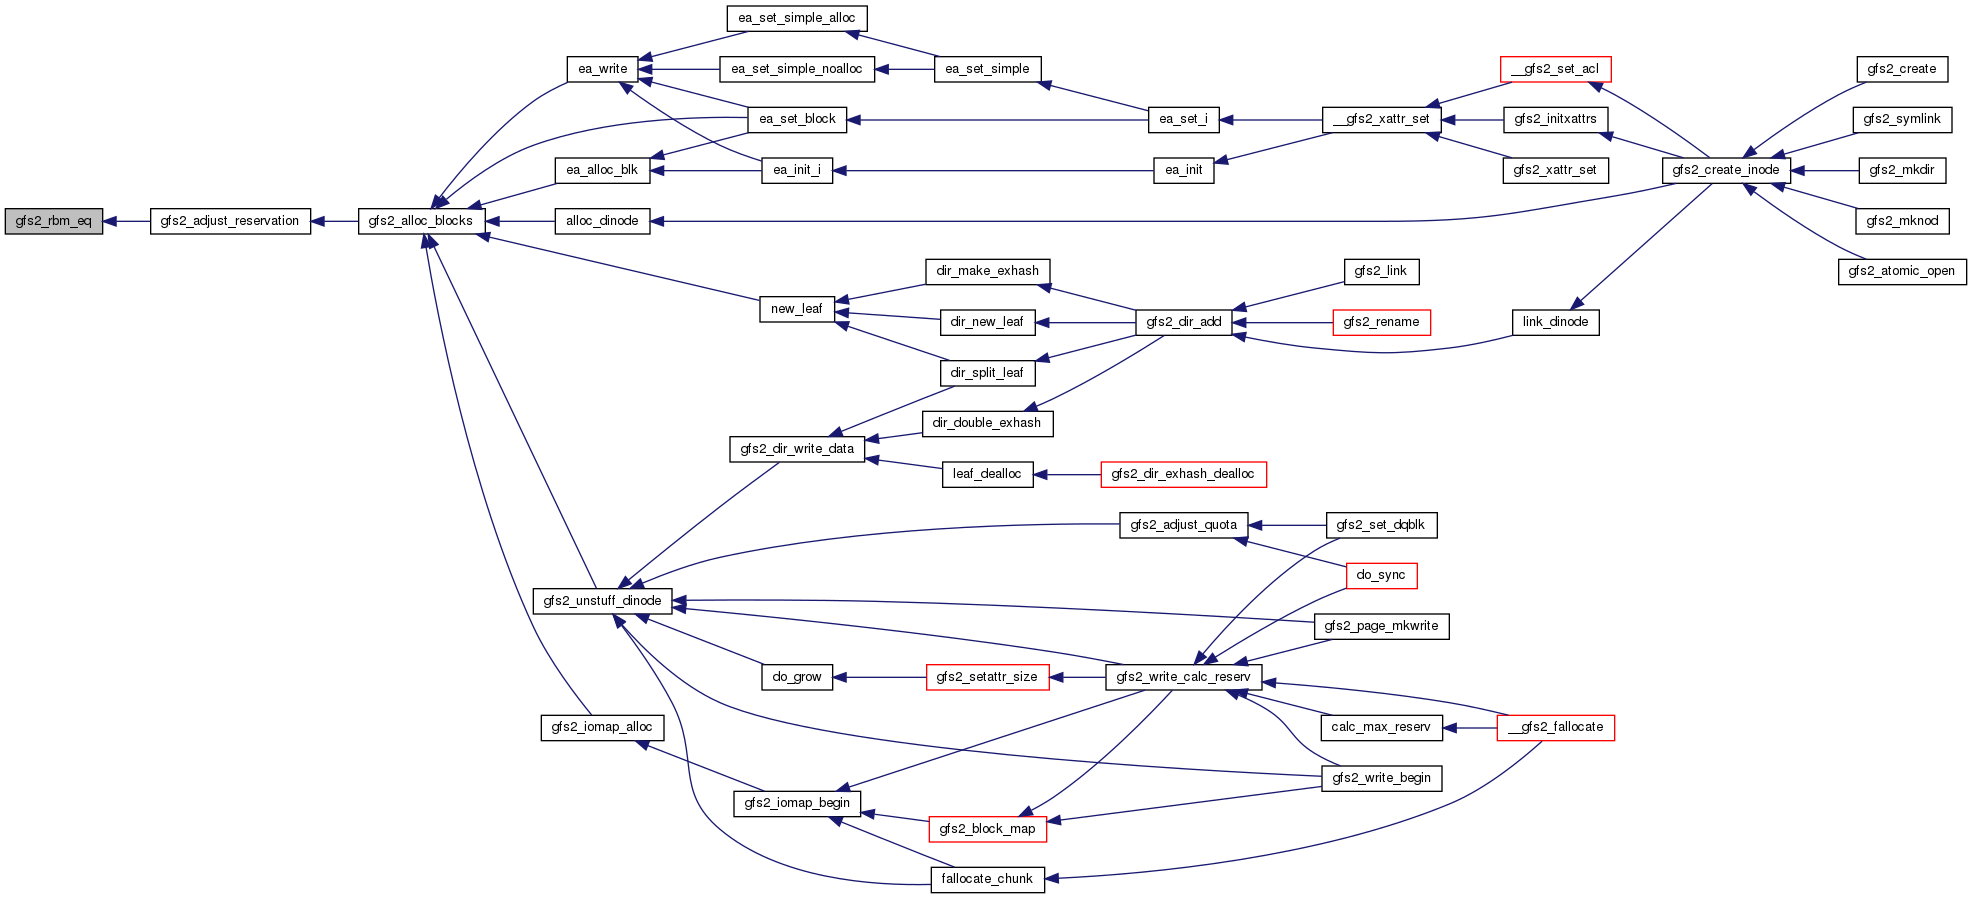 gfs2_rbm_eq
gfs2_adjust_reservation
gfs2_alloc_blocks
ea_write
ea_set_simple_alloc
ea_set_simple_noalloc
ea_set_simple
ea_set_block
ea_set_i
ea_alloc_blk
ea_init_i
ea_init
__gfs2_xattr_set
__gfs2_set_acl
gfs2_initxattrs
gfs2_xattr_set
gfs2_create_inode
gfs2_create
gfs2_symlink
gfs2_mkdir
gfs2_mknod
gfs2_atomic_open
alloc_dinode
new_leaf
dir_make_exhash
dir_new_leaf
dir_split_leaf
dir_double_exhash
gfs2_dir_add
gfs2_link
gfs2_rename
link_dinode
gfs2_dir_write_data
leaf_dealloc
gfs2_dir_exhash_dealloc
gfs2_unstuff_dinode
gfs2_adjust_quota
gfs2_set_dqblk
do_sync
gfs2_page_mkwrite
do_grow
gfs2_setattr_size
gfs2_write_calc_reserv
calc_max_reserv
__gfs2_fallocate
gfs2_write_begin
gfs2_iomap_alloc
gfs2_iomap_begin
gfs2_block_map
fallocate_chunk